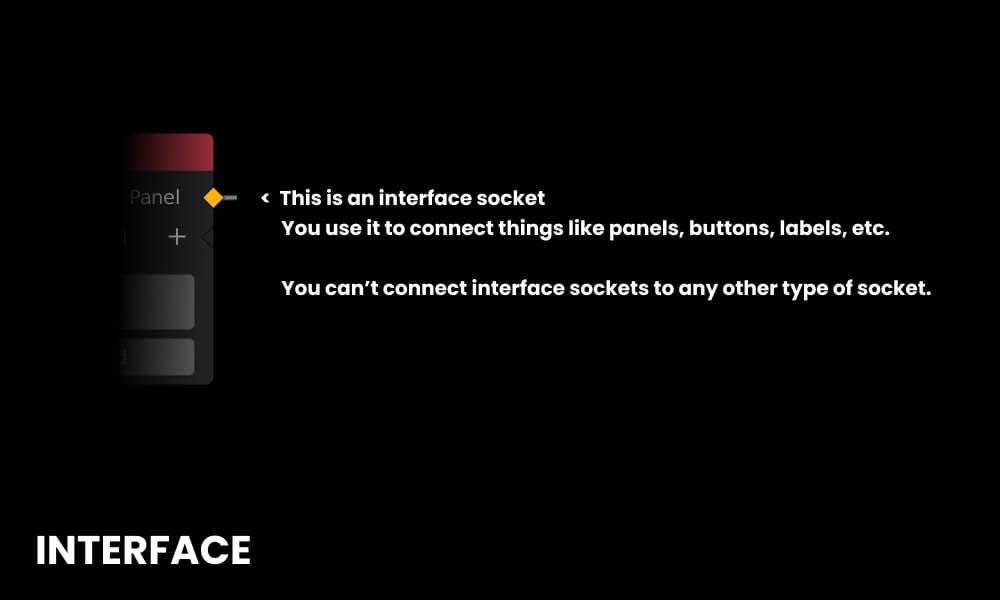 Panel
< This is an interface socket
You use it to connect things like panels, buttons, labels, etc.
+
You can’t connect interface sockets to any other type of socket.
INTERFACE